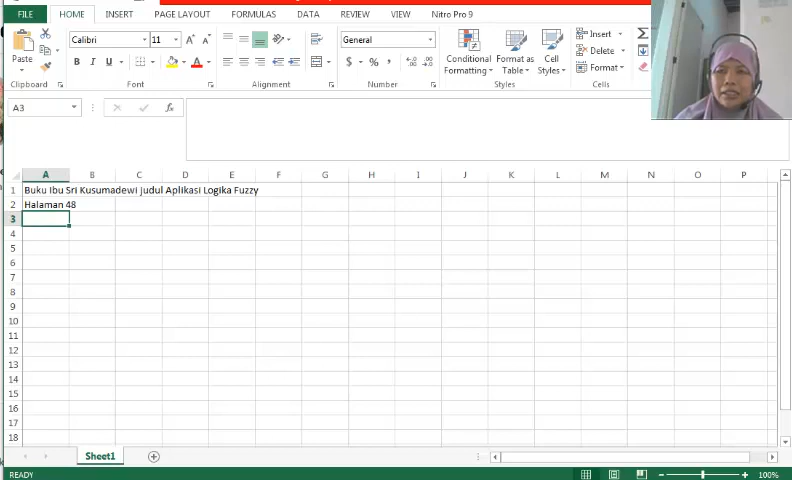 FILE HOME INSERT PAGE LAYOUT FORMULAS DATA REVIEW VIEW Nitro Pro 9
Paste
Calibri 11
B I U
A A
General
$ % ,
Conditional Formatting
Format as Table
Cell Styles
Insert
Delete
Format
Clipboard Font Alignment Number Styles Cells
A3 fx
A B C D E F G H I J K L M N O P
1 Buku Ibu Sri Kusumadewi judul Aplikasi Logika Fuzzy
2 Halaman 48
3
4
5
6
7
8
9
10
11
12
13
14
15
16
17
18
Sheet1
READY 100%